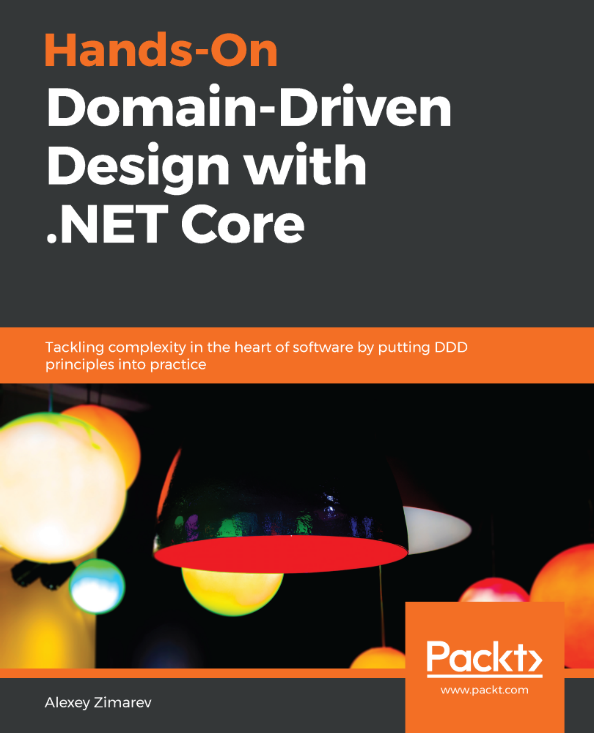 Hands-On
Domain-Driven
Design with
.NET Core
Tackling complexity in the heart of software by putting DDD
principles into practice
Packt>
www.packt.com
Alexey Zimarev